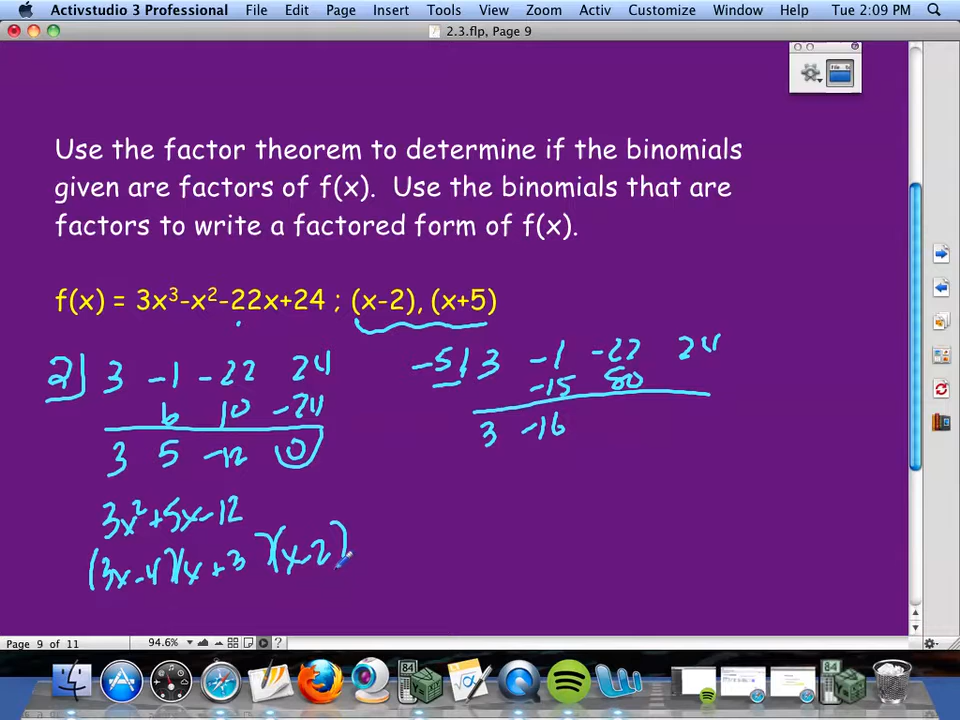 Activstudio 3 Professional File Edit Page Insert Tools View Zoom Activ Customize Window Help Tue 2:09 PM
2.3.flp, Page 9
Use the factor theorem to determine if the binomials
given are factors of f(x). Use the binomials that are
factors to write a factored form of f(x).
f(x) = 3x³-x²-22x+24 ; (x-2), (x+5)
2) 3 -1 -22 24
6 10 -24
3 5 -12 0
3x²+5x-12
(3x-4)(x+3)(x-2)
-5| 3 -1 -22 24
-15 80
3 -16
Page 9 of 11 94.6%
84
84